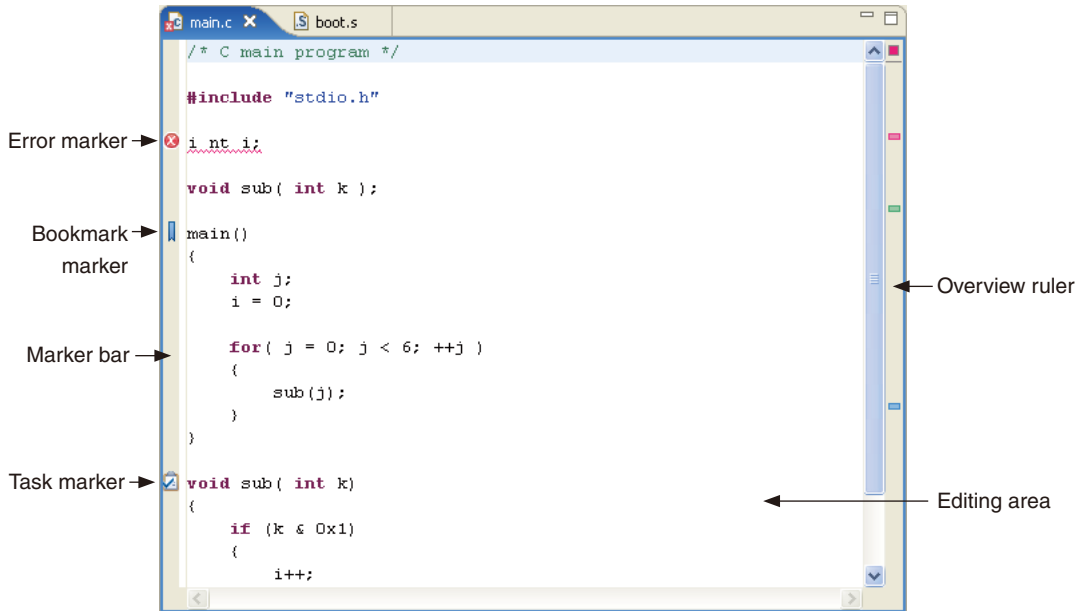 main.c
boot.s
/* C main program */
#include "stdio.h"
Error marker
i nt i;
void sub( int k );
Bookmark
marker
main()
{
int j;
i = 0;
Overview ruler
for( j = 0; j < 6; ++j )
Marker bar
{
sub(j);
}
}
Task marker
void sub( int k)
{
Editing area
if (k & 0x1)
{
i++;